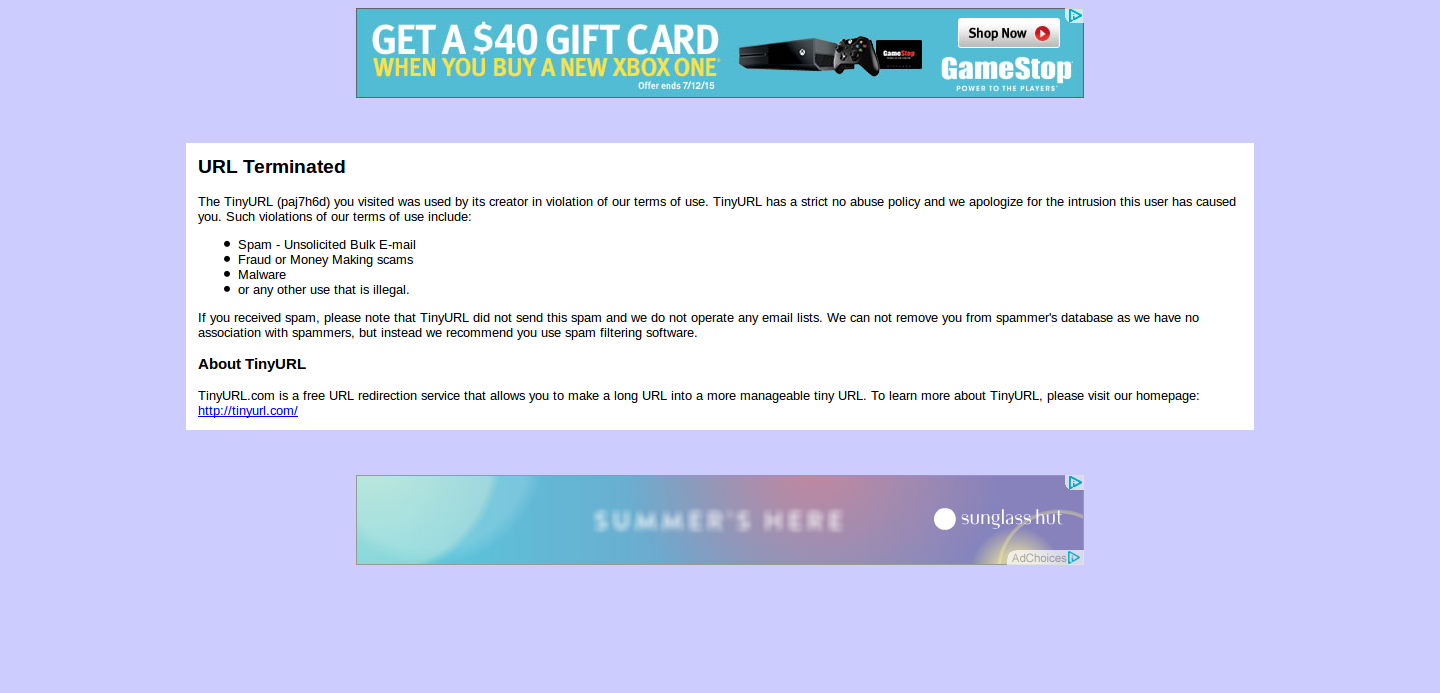 GET A $40 GIFT CARD
WHEN YOU BUY A NEW XBOX ONE®
Offer ends 7/12/15
GameStop
Shop Now
GameStop
POWER TO THE PLAYERS®
URL Terminated
The TinyURL (paj7h6d) you visited was used by its creator in violation of our terms of use. TinyURL has a strict no abuse policy and we apologize for the intrusion this user has caused
you. Such violations of our terms of use include:
Spam - Unsolicited Bulk E-mail
Fraud or Money Making scams
Malware
or any other use that is illegal.
If you received spam, please note that TinyURL did not send this spam and we do not operate any email lists. We can not remove you from spammer's database as we have no
association with spammers, but instead we recommend you use spam filtering software.
About TinyURL
TinyURL.com is a free URL redirection service that allows you to make a long URL into a more manageable tiny URL. To learn more about TinyURL, please visit our homepage:
http://tinyurl.com/
SUMMER'S HERE
sunglass hut
AdChoices